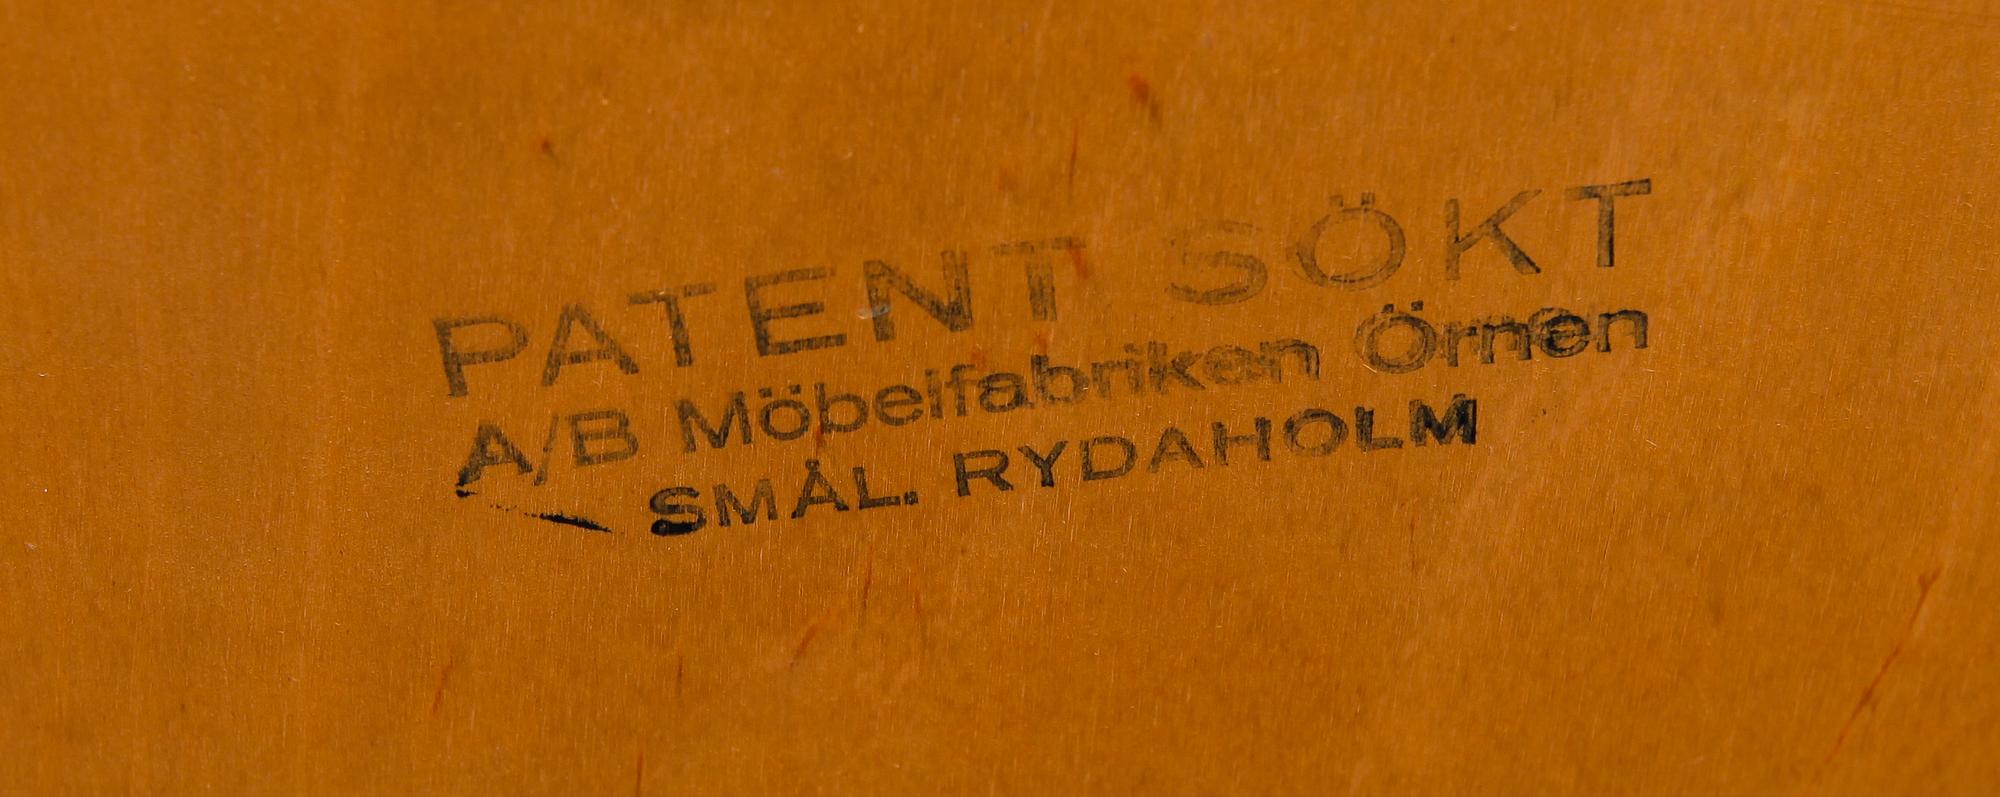 PATENT SÖKT
A/B Möbelfabriken Örnen
SMÅL. RYDAHOLM